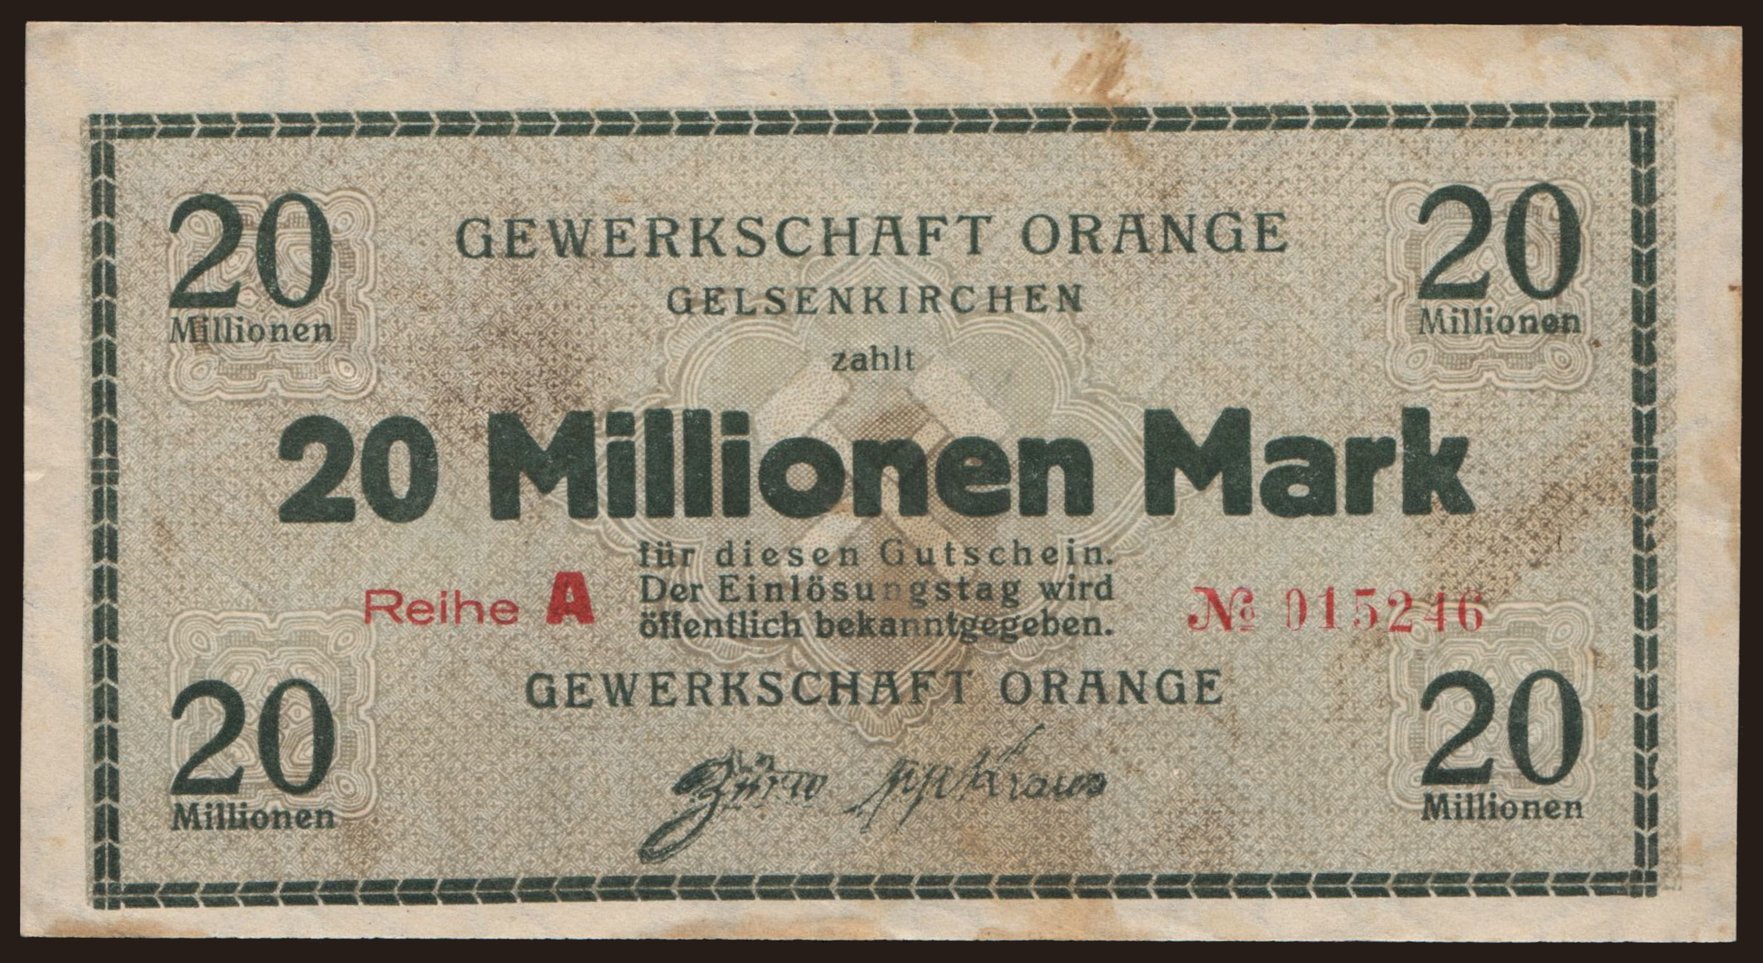 20 Millionen
20 Millionen
GEWERKSCHAFT ORANGE
GELSENKIRCHEN
zahlt
20 Millionen Mark
für diesen Gutschein.
Reihe A
Der Einlösungstag wird
öffentlich bekanntgegeben.
№ 015246
GEWERKSCHAFT ORANGE
20 Millionen
20 Millionen